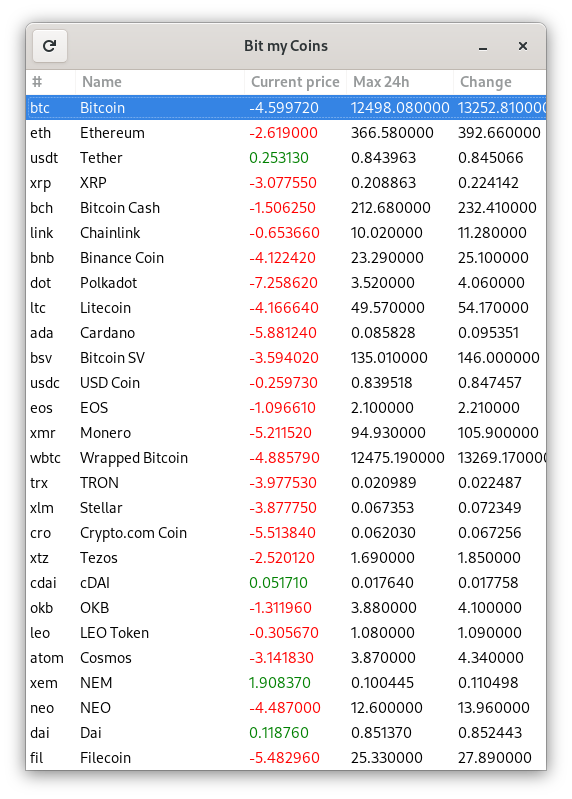 Bit my Coins
# Name Current price Max 24h Change
btc Bitcoin -4.599720 12498.080000 13252.810000
eth Ethereum -2.619000 366.580000 392.660000
usdt Tether 0.253130 0.843963 0.845066
xrp XRP -3.077550 0.208863 0.224142
bch Bitcoin Cash -1.506250 212.680000 232.410000
link Chainlink -0.653660 10.020000 11.280000
bnb Binance Coin -4.122420 23.290000 25.100000
dot Polkadot -7.258620 3.520000 4.060000
ltc Litecoin -4.166640 49.570000 54.170000
ada Cardano -5.881240 0.085828 0.095351
bsv Bitcoin SV -3.594020 135.010000 146.000000
usdc USD Coin -0.259730 0.839518 0.847457
eos EOS -1.096610 2.100000 2.210000
xmr Monero -5.211520 94.930000 105.900000
wbtc Wrapped Bitcoin -4.885790 12475.190000 13269.170000
trx TRON -3.977530 0.020989 0.022487
xlm Stellar -3.877750 0.067353 0.072349
cro Crypto.com Coin -5.513840 0.062030 0.067256
xtz Tezos -2.520120 1.690000 1.850000
cdai cDAI 0.051710 0.017640 0.017758
okb OKB -1.311960 3.880000 4.100000
leo LEO Token -0.305670 1.080000 1.090000
atom Cosmos -3.141830 3.870000 4.340000
xem NEM 1.908370 0.100445 0.110498
neo NEO -4.487000 12.600000 13.960000
dai Dai 0.118760 0.851370 0.852443
fil Filecoin -5.482960 25.330000 27.890000